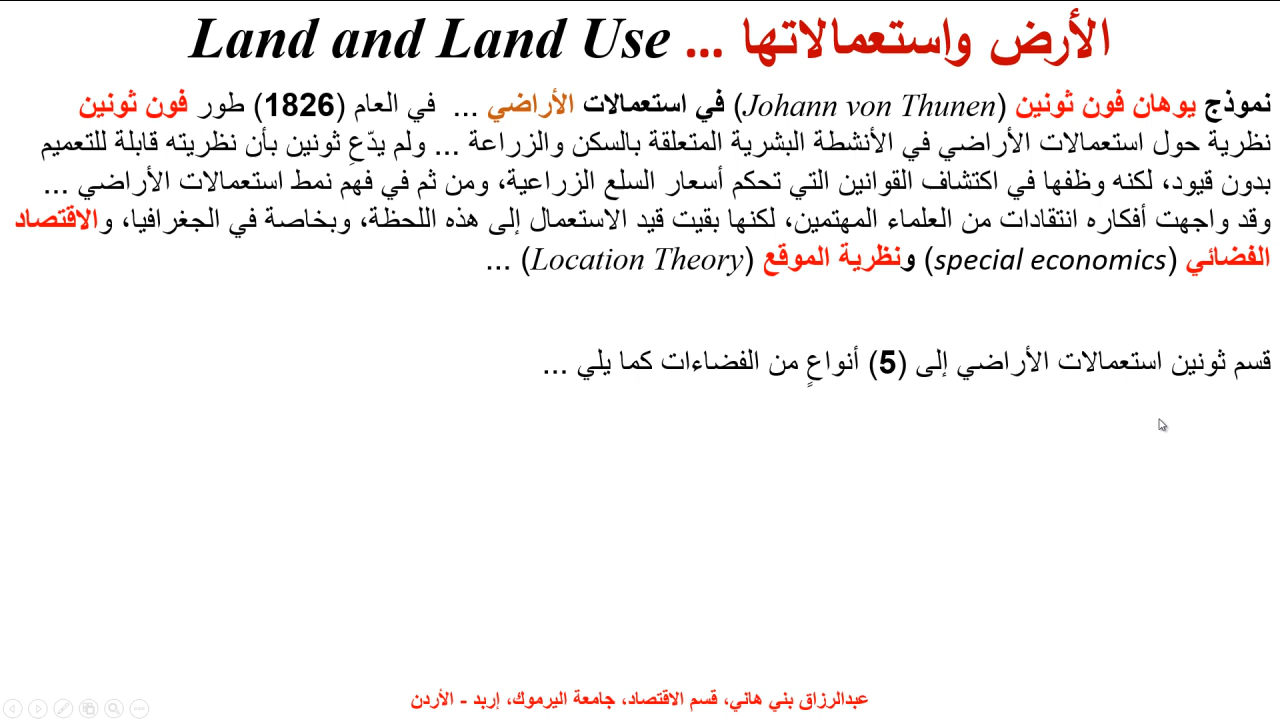 الأرض واستعمالاتها ... Land and Land Use
نموذج يوهان فون ثونين (Johann von Thunen) في استعمالات الأراضي ... في العام (1826) طور فون ثونين
نظرية حول استعمالات الأراضي في الأنشطة البشرية المتعلقة بالسكن والزراعة ... ولم يدّعِ ثونين بأن نظريته قابلة للتعميم
بدون قيود، لكنه وظفها في اكتشاف القوانين التي تحكم أسعار السلع الزراعية، ومن ثم في فهم نمط استعمالات الأراضي ...
وقد واجهت أفكاره انتقادات من العلماء المهتمين، لكنها بقيت قيد الاستعمال إلى هذه اللحظة، وبخاصة في الجغرافيا، والاقتصاد
الفضائي (special economics) ونظرية الموقع (Location Theory) ...
قسم ثونين استعمالات الأراضي إلى (5) أنواعٍ من الفضاءات كما يلي ...
عبدالرزاق بني هاني، قسم الاقتصاد، جامعة اليرموك، إربد - الأردن